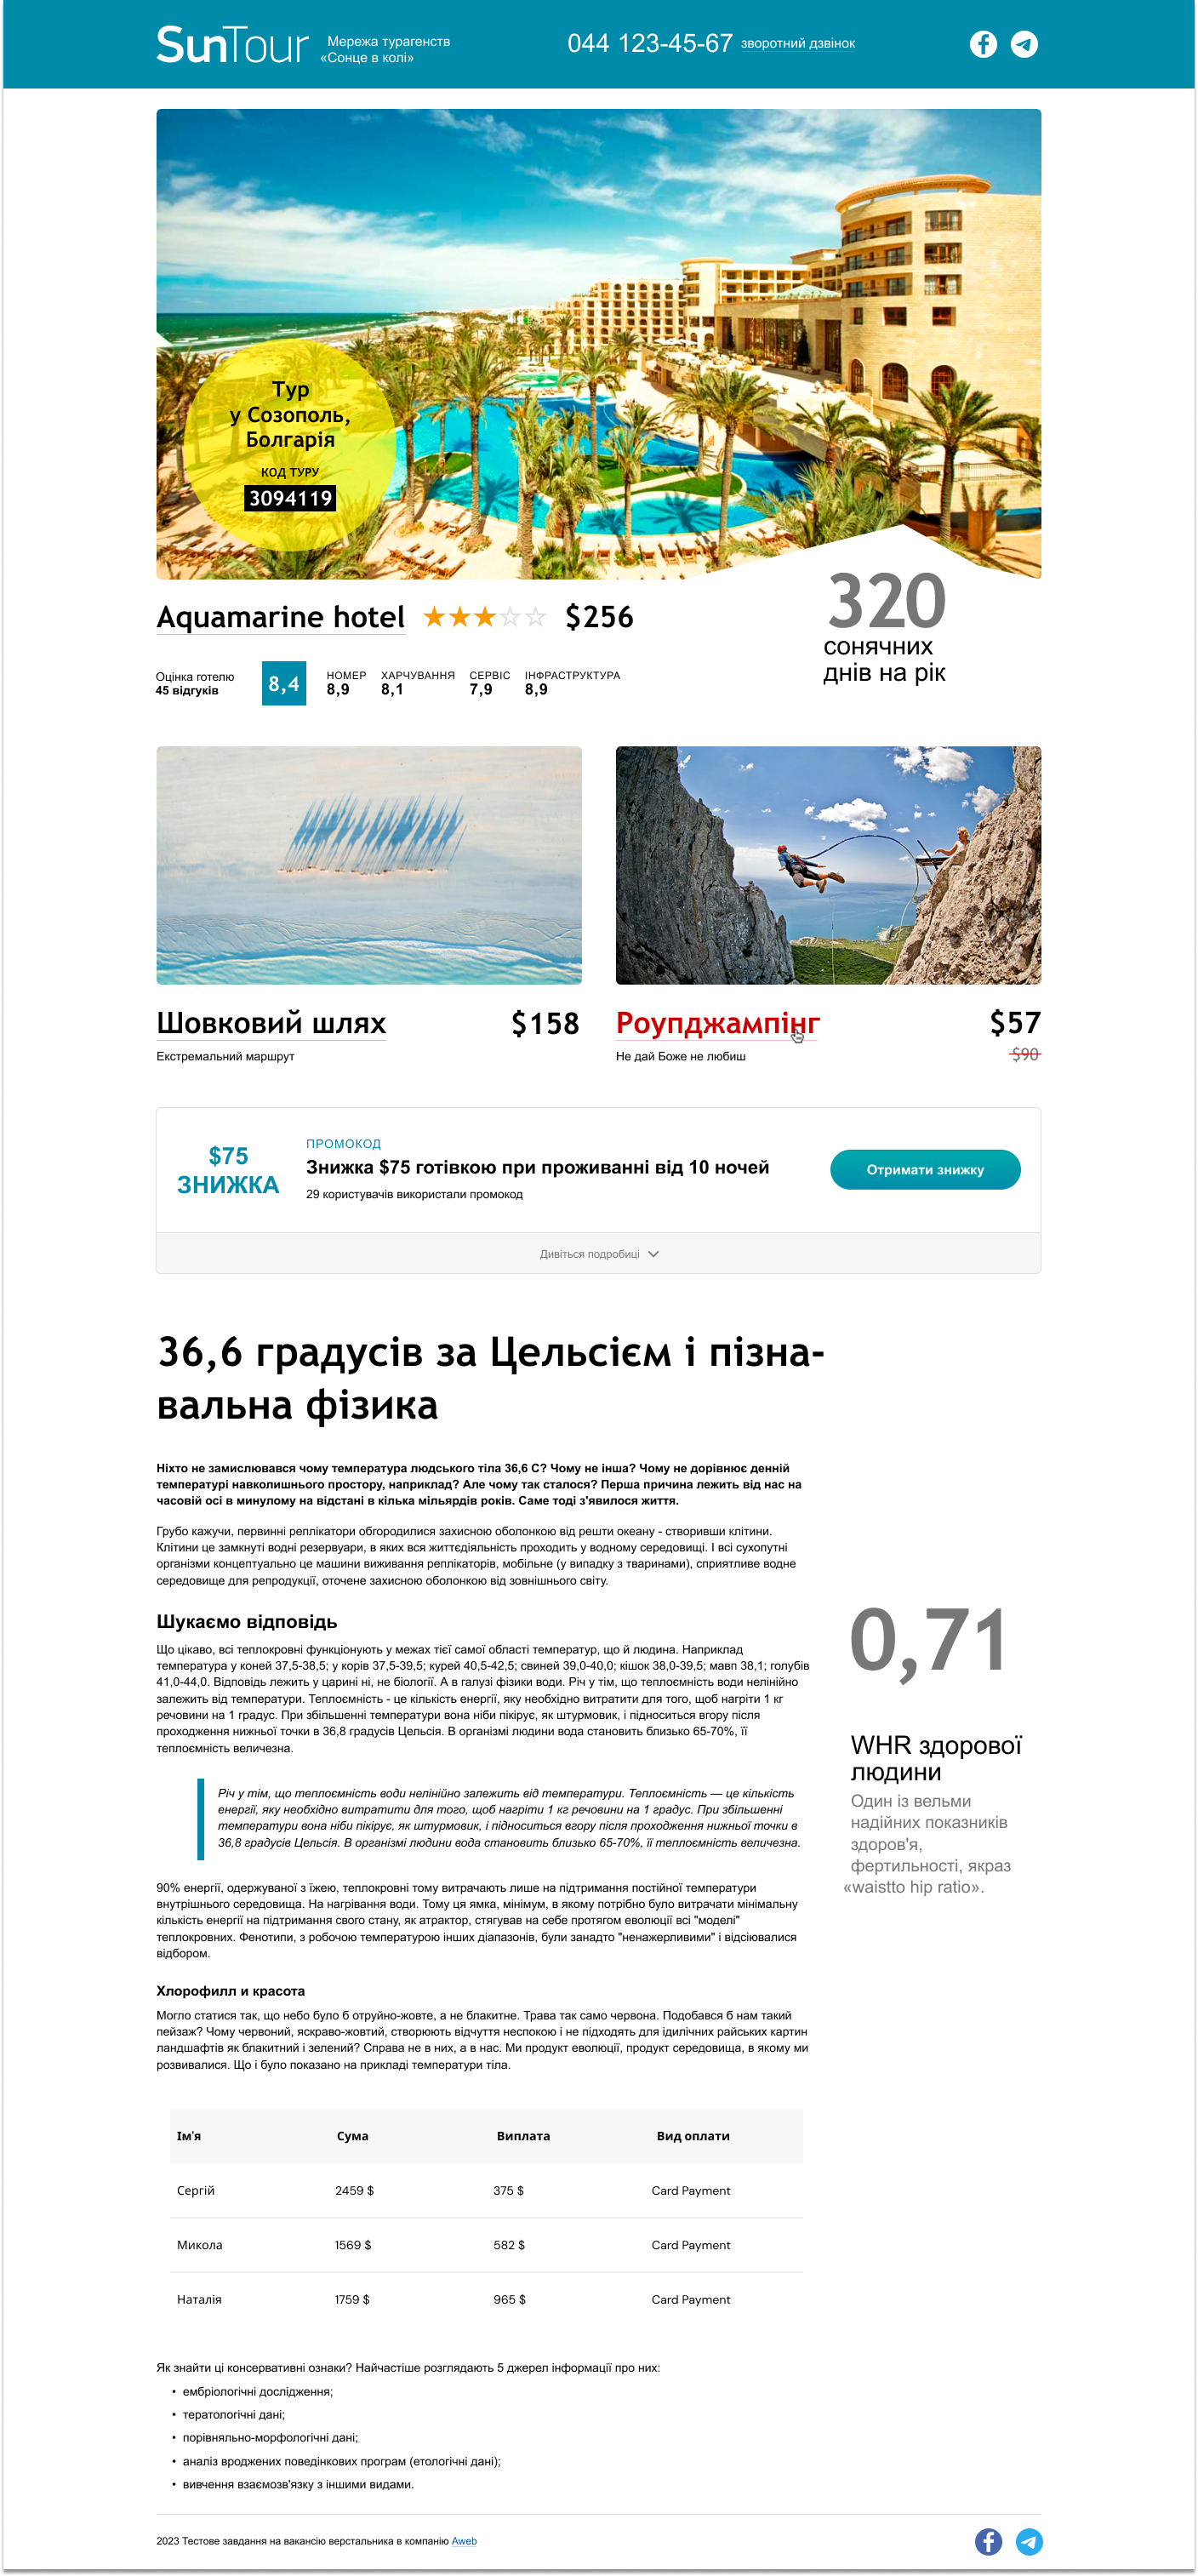 SunTour
Мережа турагенств
«Сонце в колі»
044 123-45-67 зворотний дзвінок
Тур
у Созополь,
Болгарія
КОД ТУРУ
3094119
Aquamarine hotel $256
320
сонячних
днів на рік
Оцінка готелю
45 відгуків
8,4
НОМЕР ХАРЧУВАННЯ СЕРВІС ІНФРАСТРУКТУРА
8,9 8,1 7,9 8,9
Шовковий шлях $158
Екстремальний маршрут
Роупджампінг $57
Не дай Боже не любиш $90
$75
ЗНИЖКА
ПРОМОКОД
Знижка $75 готівкою при проживанні від 10 ночей
29 користувачів використали промокод
Отримати знижку
Дивіться подробиці
36,6 градусів за Цельсієм і пізна-
вальна фізика
Ніхто не замислювався чому температура людського тіла 36,6 С? Чому не інша? Чому не дорівнює денній
температурі навколишнього простору, наприклад? Але чому так сталося? Перша причина лежить від нас на
часовій осі в минулому на відстані в кілька мільярдів років. Саме тоді з'явилося життя.
Грубо кажучи, первинні реплікатори обгородилися захисною оболонкою від решти океану - створивши клітини.
Клітини це замкнуті водні резервуари, в яких вся життєдіяльність проходить у водному середовищі. І всі сухопутні
організми концептуально це машини виживання реплікаторів, мобільне (у випадку з тваринами), сприятливе водне
середовище для репродукції, оточене захисною оболонкою від зовнішнього світу.
Шукаємо відповідь
Що цікаво, всі теплокровні функціонують у межах тієї самої області температур, що й людина. Наприклад
температура у коней 37,5-38,5; у корів 37,5-39,5; курей 40,5-42,5; свиней 39,0-40,0; кішок 38,0-39,5; мавп 38,1; голубів
41,0-44,0. Відповідь лежить у царині ні, не біології. А в галузі фізики води. Річ у тім, що теплоємність води нелінійно
залежить від температури. Теплоємність - це кількість енергії, яку необхідно витратити для того, щоб нагріти 1 кг
речовини на 1 градус. При збільшенні температури вона ніби пікірує, як штурмовик, і підноситься вгору після
проходження нижньої точки в 36,8 градусів Цельсія. В організмі людини вода становить близько 65-70%, її
теплоємність величезна.
0,71
WHR здорової
людини
Один із вельми
надійних показників
здоров'я,
фертильності, якраз
«waistto hip ratio».
Річ у тім, що теплоємність води нелінійно залежить від температури. Теплоємність — це кількість
енергії, яку необхідно витратити для того, щоб нагріти 1 кг речовини на 1 градус. При збільшенні
температури вона ніби пікірує, як штурмовик, і підноситься вгору після проходження нижньої точки в
36,8 градусів Цельсія. В організмі людини вода становить близько 65-70%, її теплоємність величезна.
90% енергії, одержуваної з їжею, теплокровні тому витрачають лише на підтримання постійної температури
внутрішнього середовища. На нагрівання води. Тому ця ямка, мінімум, в якому потрібно було витрачати мінімальну
кількість енергії на підтримання свого стану, як атрактор, стягував на себе протягом еволюції всі "моделі"
теплокровних. Фенотипи, з робочою температурою інших діапазонів, були занадто "ненажерливими" і відсіювалися
відбором.
Хлорофилл и красота
Могло статися так, що небо було б отруйно-жовте, а не блакитне. Трава так само червона. Подобався б нам такий
пейзаж? Чому червоний, яскраво-жовтий, створюють відчуття неспокою і не підходять для ідилічних райських картин
ландшафтів як блакитний і зелений? Справа не в них, а в нас. Ми продукт еволюції, продукт середовища, в якому ми
розвивалися. Що і було показано на прикладі температури тіла.
Ім'я Сума Виплата Вид оплати
Сергій 2459 $ 375 $ Card Payment
Микола 1569 $ 582 $ Card Payment
Наталія 1759 $ 965 $ Card Payment
Як знайти ці консервативні ознаки? Найчастіше розглядають 5 джерел інформації про них:
• ембріологічні дослідження;
• тератологічні дані;
• порівняльно-морфологічні дані;
• аналіз вроджених поведінкових програм (етологічні дані);
• вивчення взаємозв'язку з іншими видами.
2023 Тестове завдання на вакансію верстальника в компанію Aweb